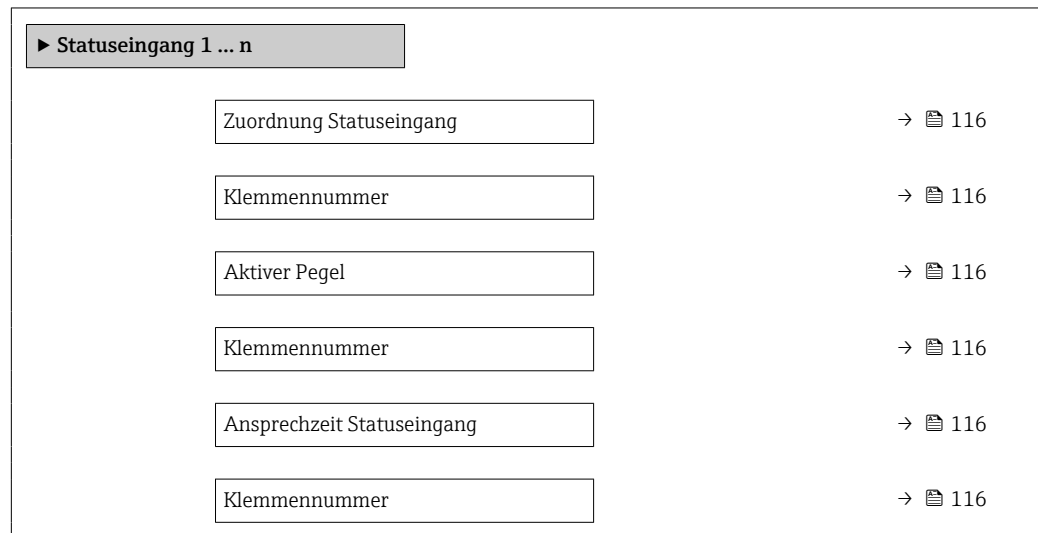 ▶ Statuseingang 1 … n
Zuordnung Statuseingang → 116
Klemmennummer → 116
Aktiver Pegel → 116
Klemmennummer → 116
Ansprechzeit Statuseingang → 116
Klemmennummer → 116